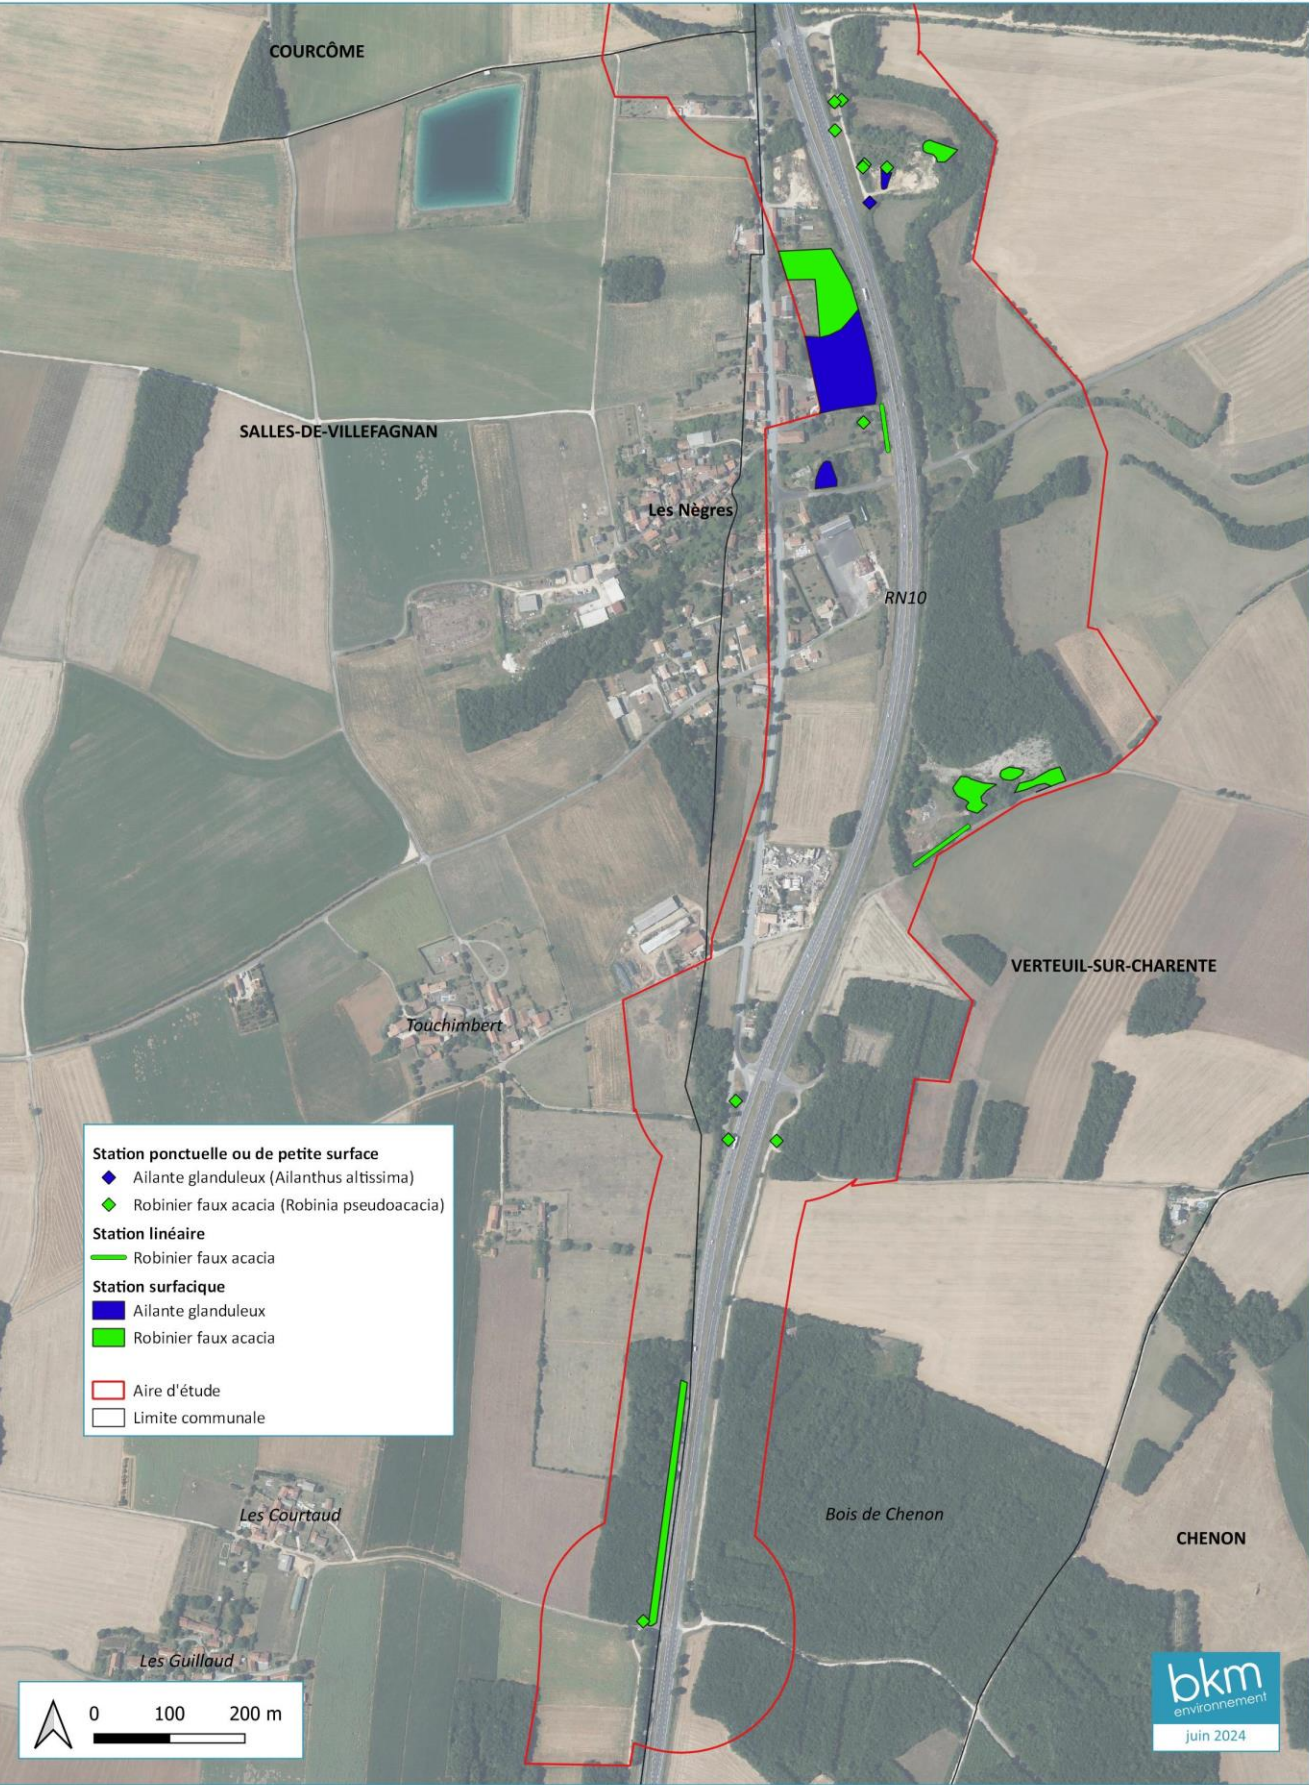 COURCÔME
SALLES-DE-VILLEFAGNAN
Les Nègres
RN10
VERTEUIL-SUR-CHARENTE
Touchimbert
Station ponctuelle ou de petite surface
Ailante glanduleux (Ailanthus altissima)
Robinier faux acacia (Robinia pseudoacacia)
Station linéaire
Robinier faux acacia
Station surfacique
Ailante glanduleux
Robinier faux acacia
Aire d'étude
Limite communale
Les Courtaud
Bois de Chenon
CHENON
Les Guillaud
0 100 200 m
bkm
environnement
juin 2024